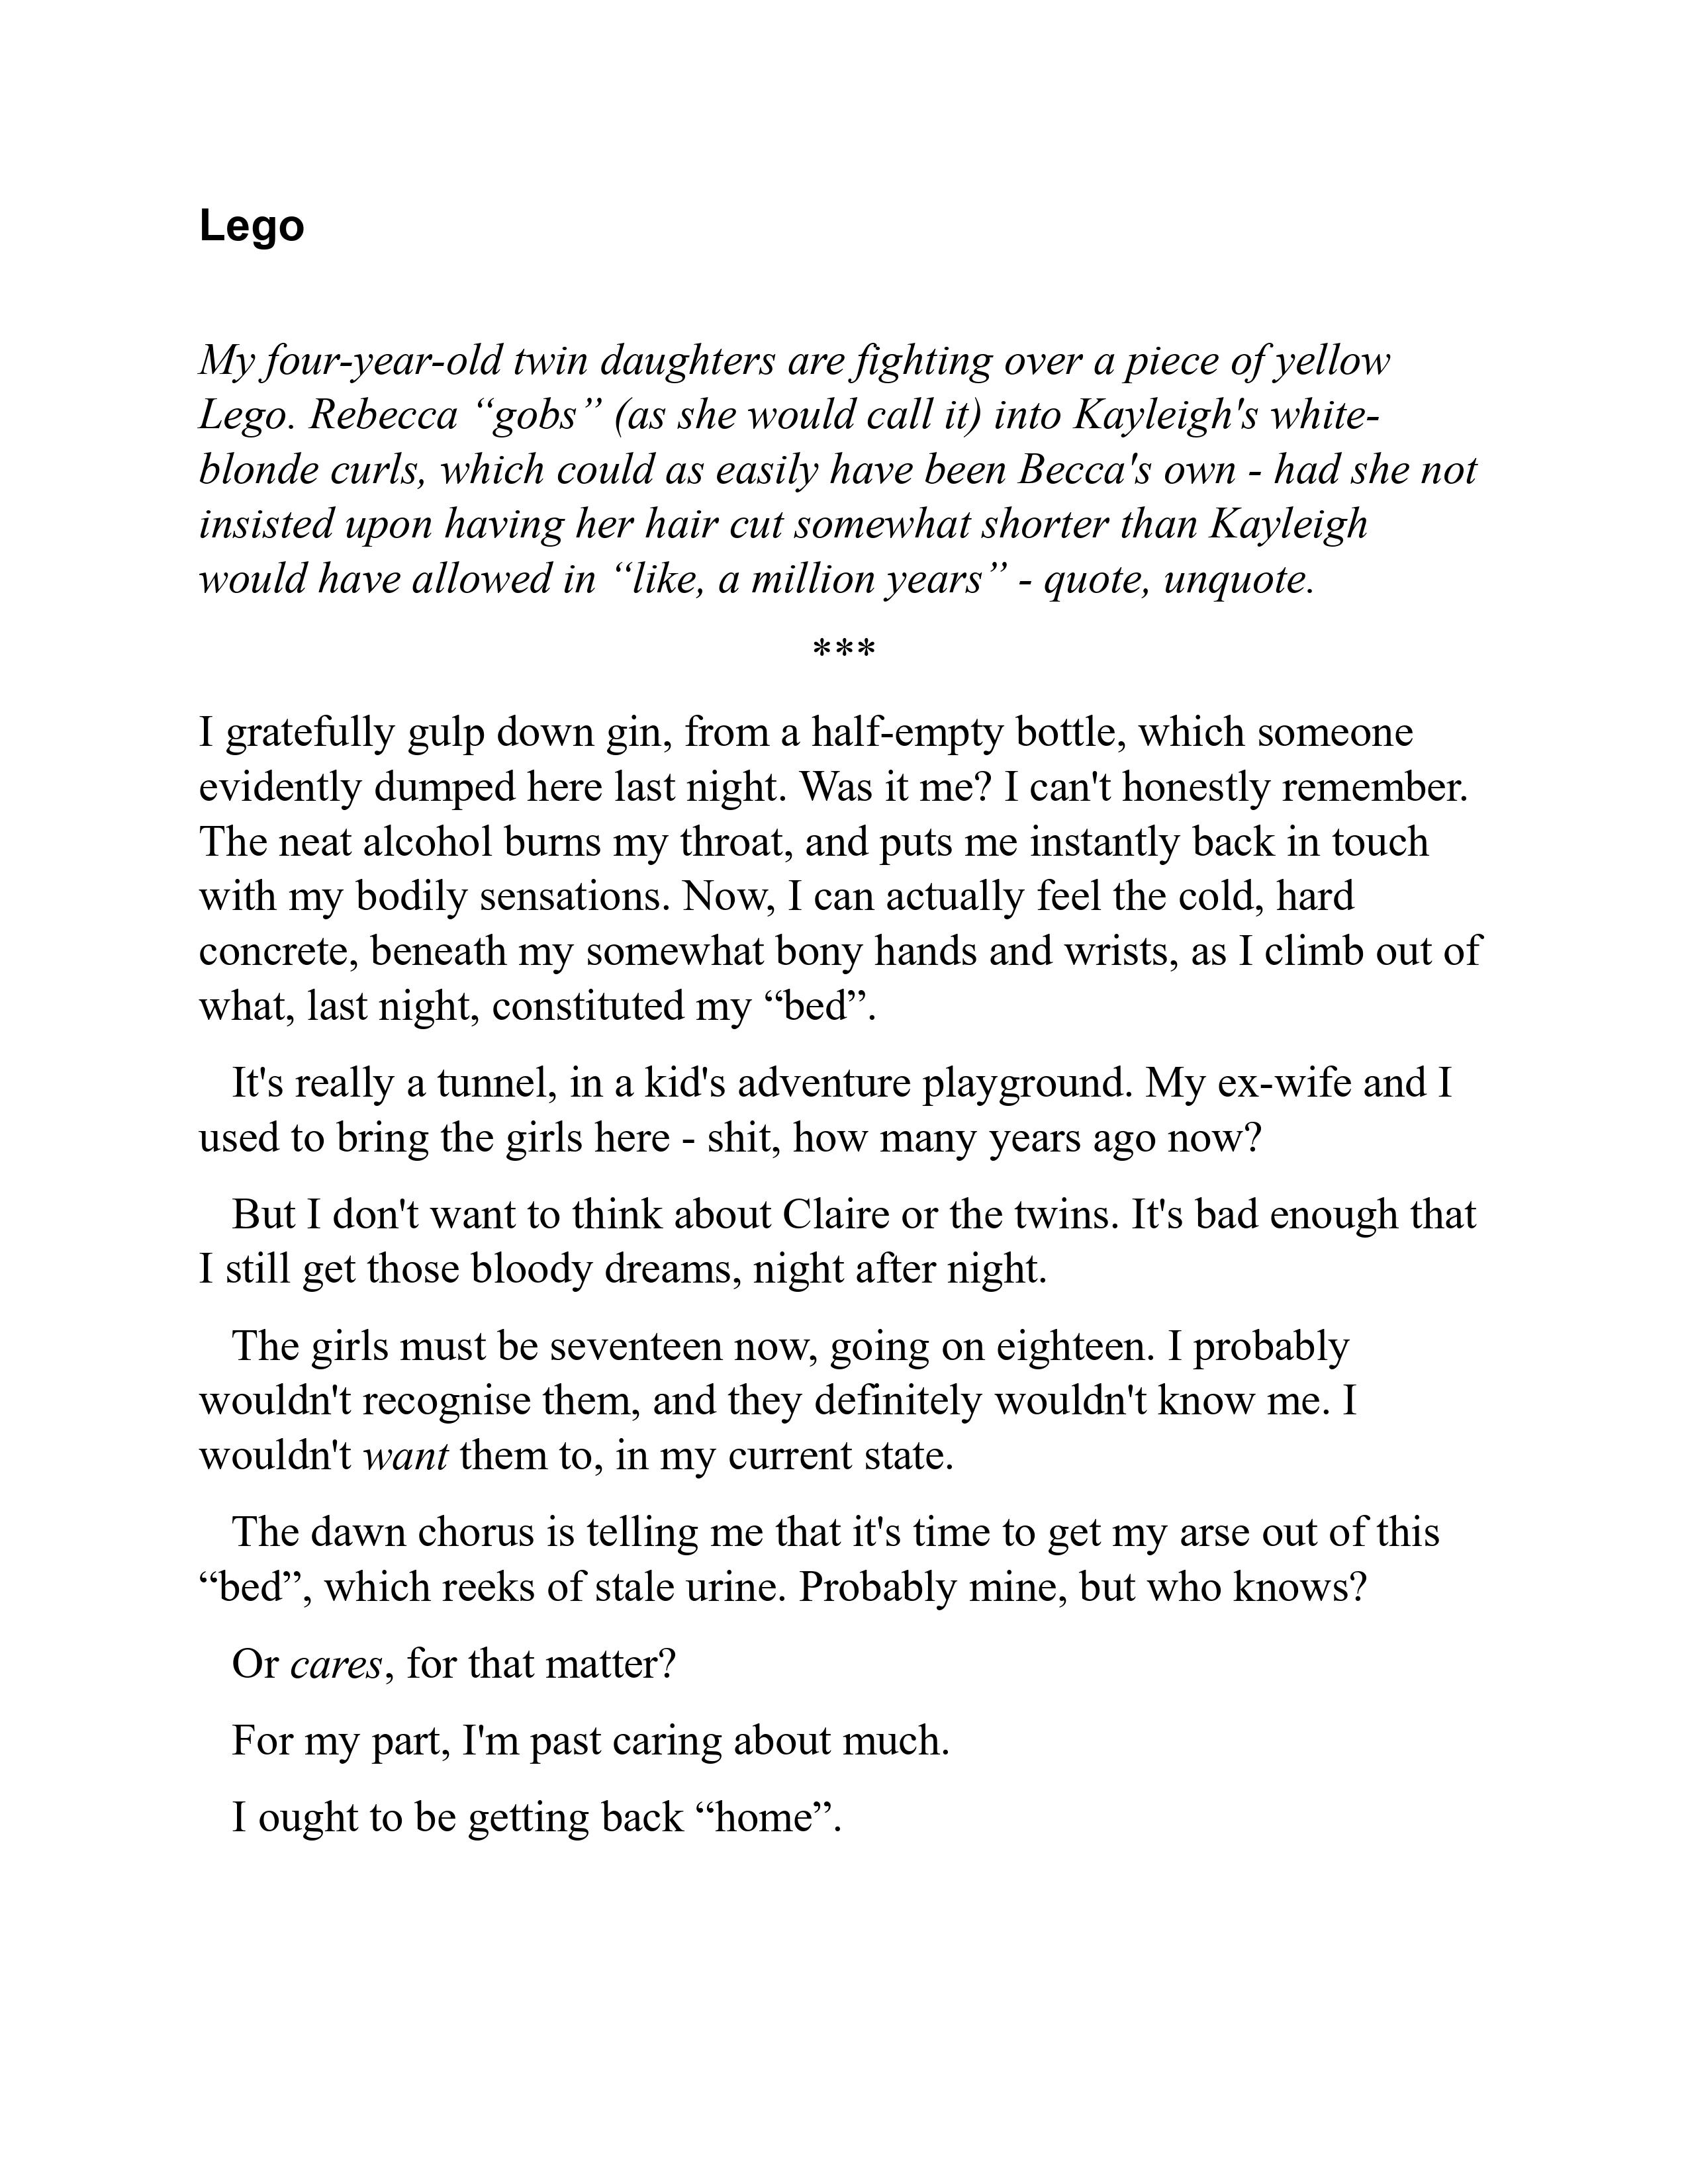 Lego
My four-year-old twin daughters are fighting over a piece of yellow
Lego. Rebecca “gobs” (as she would call it) into Kayleigh's white-
blonde curls, which could as easily have been Becca's own - had she not
insisted upon having her hair cut somewhat shorter than Kayleigh
would have allowed in “like, a million years” - quote, unquote.
***
I gratefully gulp down gin, from a half-empty bottle, which someone
evidently dumped here last night. Was it me? I can't honestly remember.
The neat alcohol burns my throat, and puts me instantly back in touch
with my bodily sensations. Now, I can actually feel the cold, hard
concrete, beneath my somewhat bony hands and wrists, as I climb out of
what, last night, constituted my “bed”.
It's really a tunnel, in a kid's adventure playground. My ex-wife and I
used to bring the girls here - shit, how many years ago now?
But I don't want to think about Claire or the twins. It's bad enough that
I still get those bloody dreams, night after night.
The girls must be seventeen now, going on eighteen. I probably
wouldn't recognise them, and they definitely wouldn't know me. I
wouldn't want them to, in my current state.
The dawn chorus is telling me that it's time to get my arse out of this
“bed”, which reeks of stale urine. Probably mine, but who knows?
Or cares, for that matter?
For my part, I'm past caring about much.
I ought to be getting back “home”.